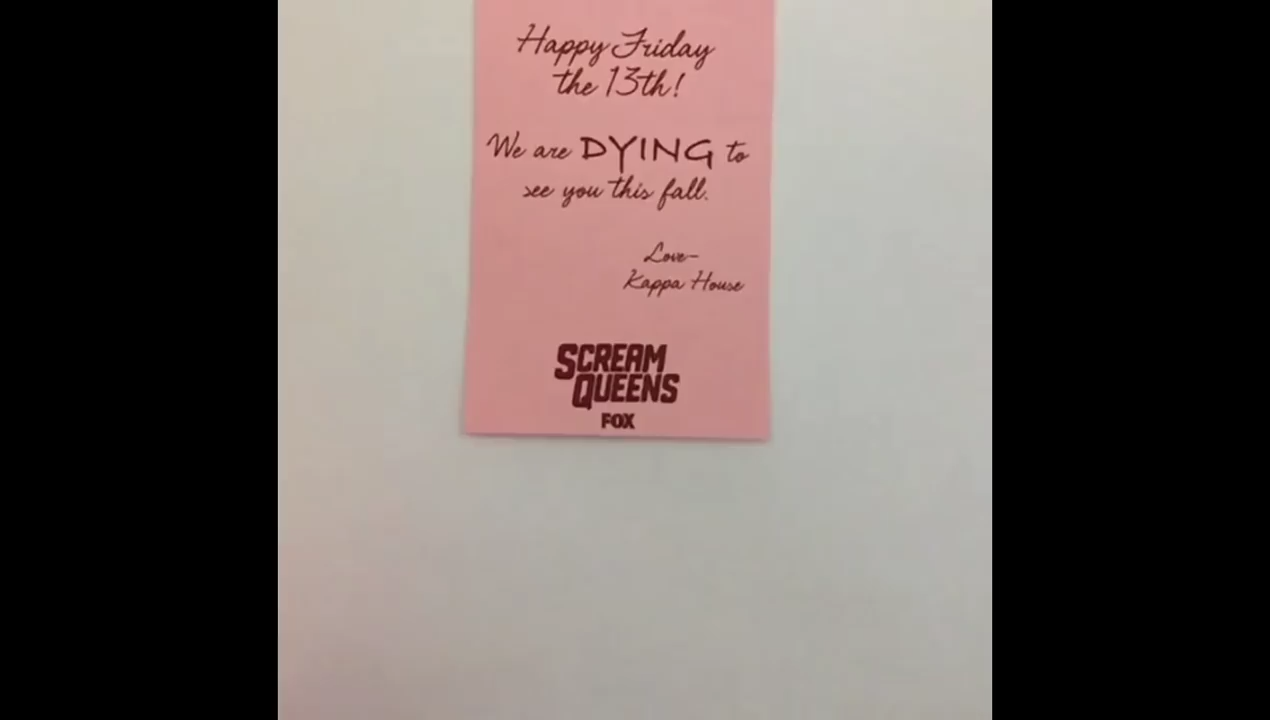 Happy Friday
the 13th!
We are DYING to
see you this fall.
Love-
Kappa House
SCREAM
QUEENS
FOX